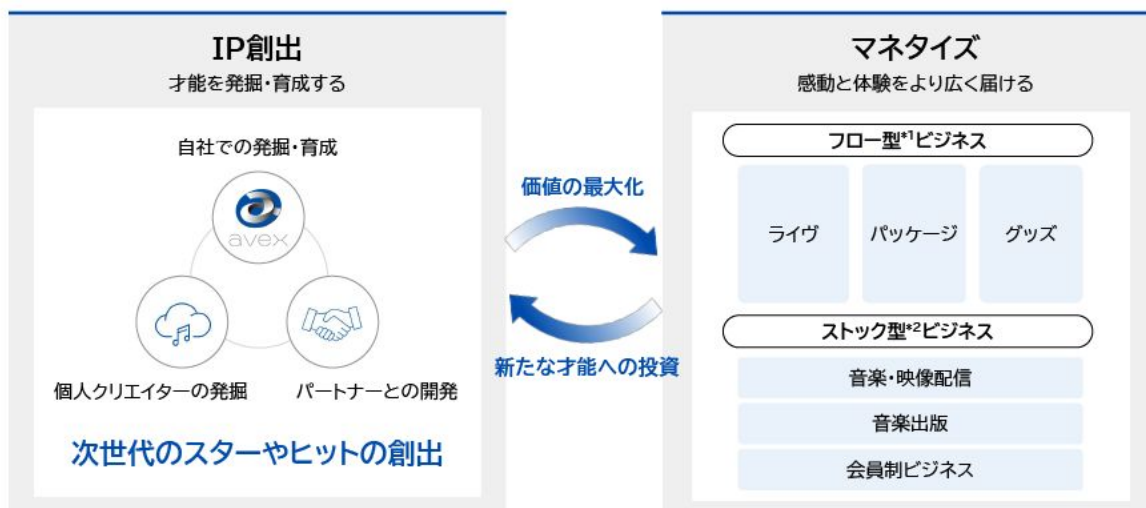 IP創出
才能を発掘・育成する
自社での発掘・育成
avex
個人クリエイターの発掘
パートナーとの開発
次世代のスターやヒットの創出
価値の最大化
新たな才能への投資
マネタイズ
感動と体験をより広く届ける
フロー型*1ビジネス
ライヴ
パッケージ
グッズ
ストック型*2ビジネス
音楽・映像配信
音楽出版
会員制ビジネス